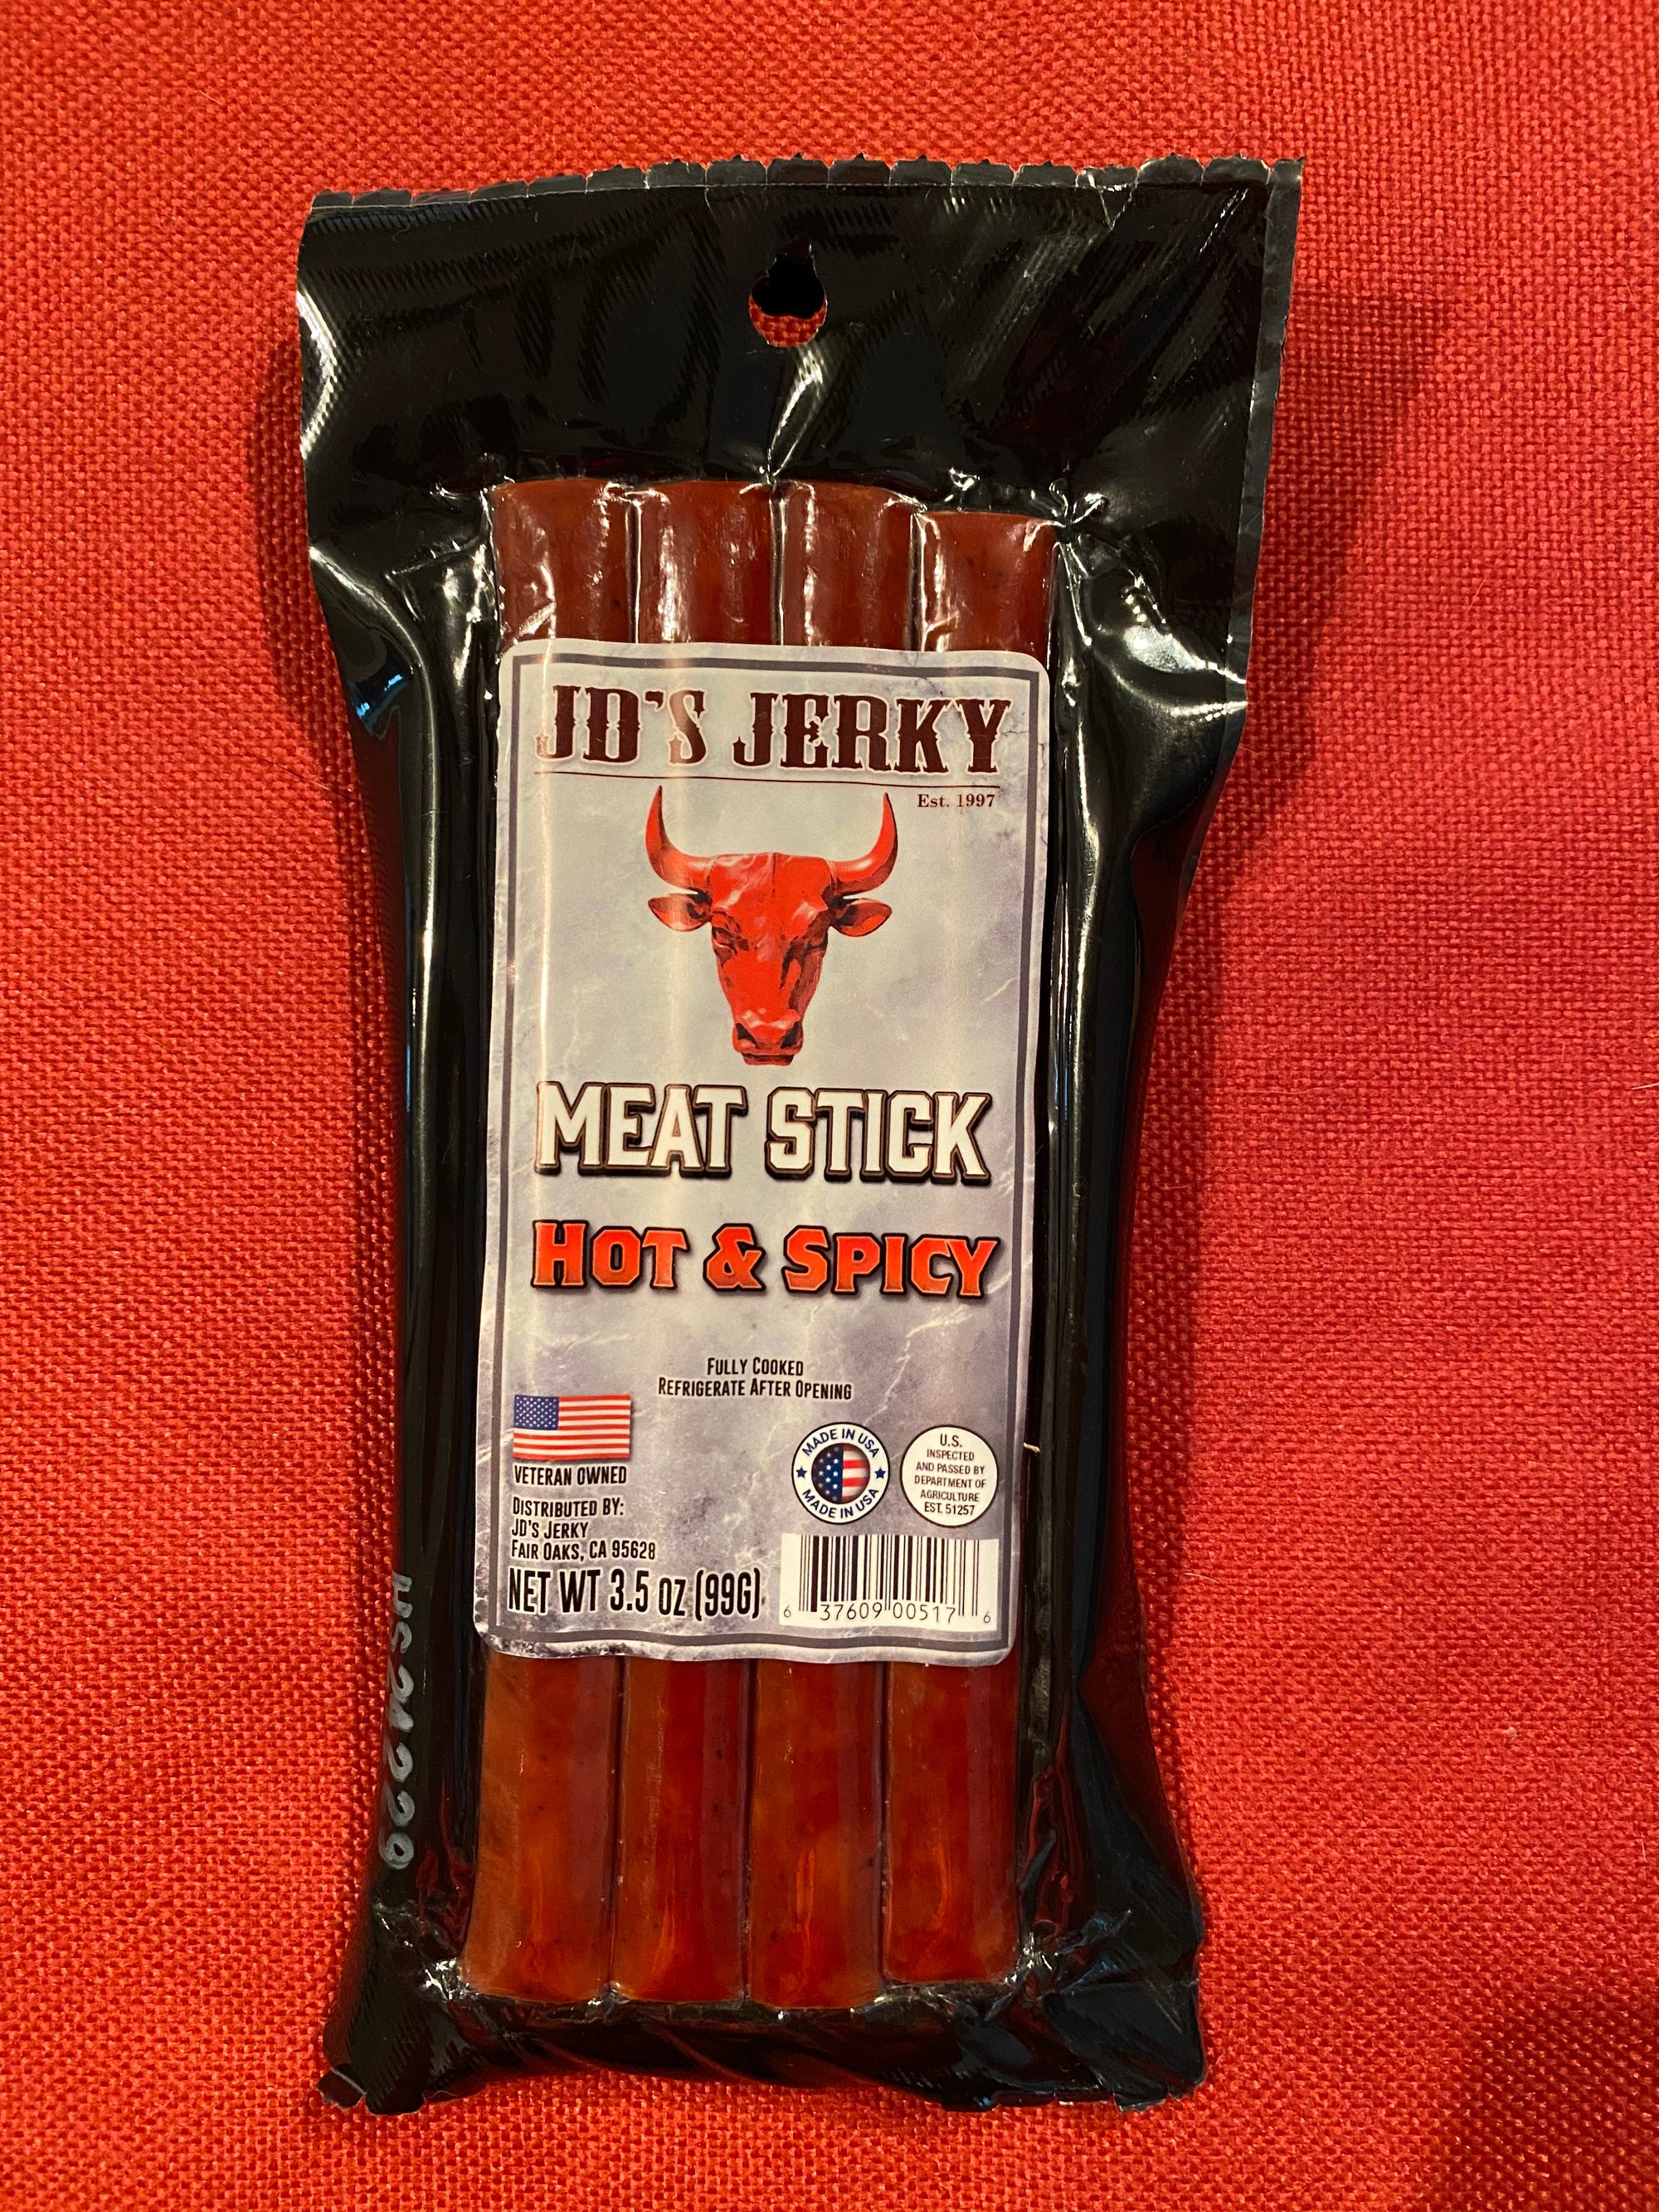 JD'S JERKY
Est. 1997
MEAT STICK
HOT & SPICY
FULLY COOKED
REFRIGERATE AFTER OPENING
VETERAN OWNED
DISTRIBUTED BY:
JD'S JERKY
FAIR OAKS, CA 95628
NET WT 3.5 OZ (99G)
MADE IN USA
MADE IN USA
U.S.
INSPECTED
AND PASSED BY
DEPARTMENT OF
AGRICULTURE
EST. 51257
6 37609 00517 6